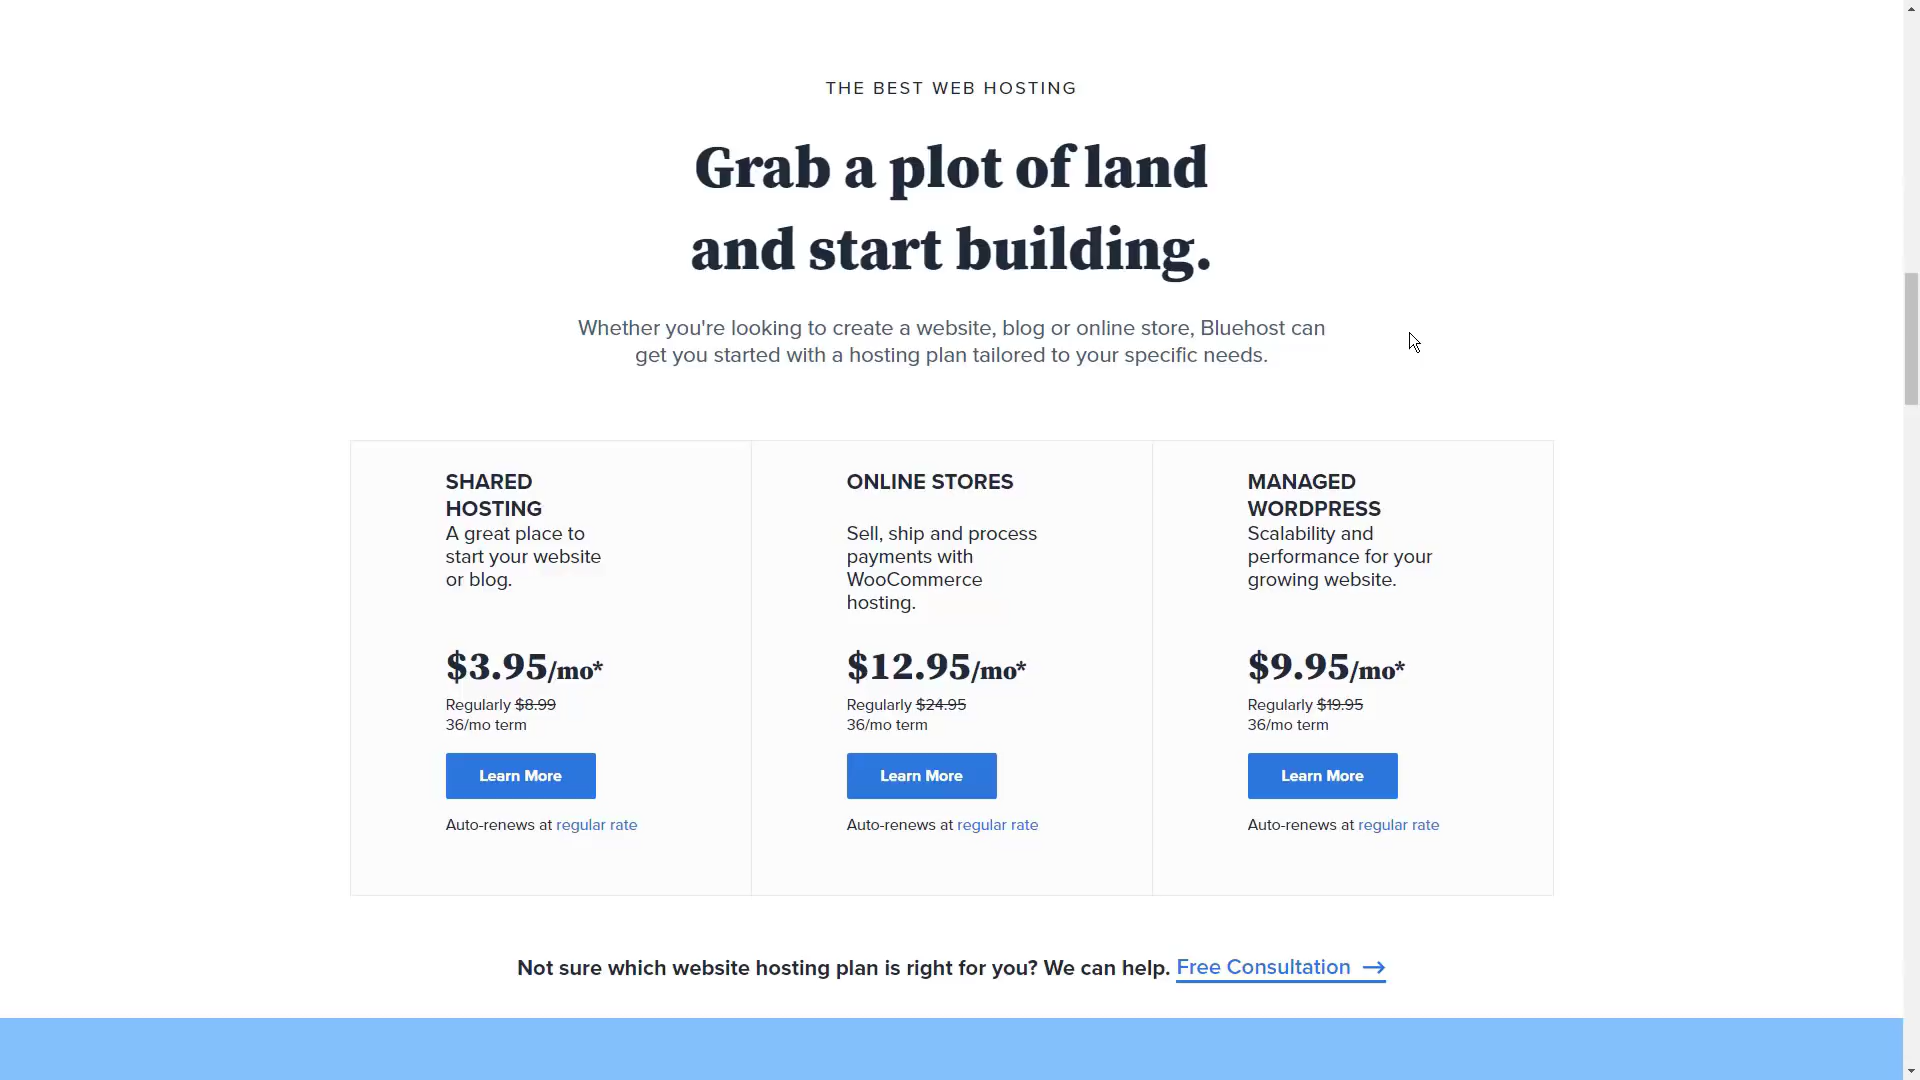 THE BEST WEB HOSTING
Grab a plot of land
and start building.
Whether you're looking to create a website, blog or online store, Bluehost can
get you started with a hosting plan tailored to your specific needs.
SHARED
HOSTING
A great place to
start your website
or blog.
$3.95/mo*
Regularly $8.99
36/mo term
Learn More
Auto-renews at regular rate
ONLINE STORES
Sell, ship and process
payments with
WooCommerce
hosting.
$12.95/mo*
Regularly $24.95
36/mo term
Learn More
Auto-renews at regular rate
MANAGED
WORDPRESS
Scalability and
performance for your
growing website.
$9.95/mo*
Regularly $19.95
36/mo term
Learn More
Auto-renews at regular rate
Not sure which website hosting plan is right for you? We can help. Free Consultation →